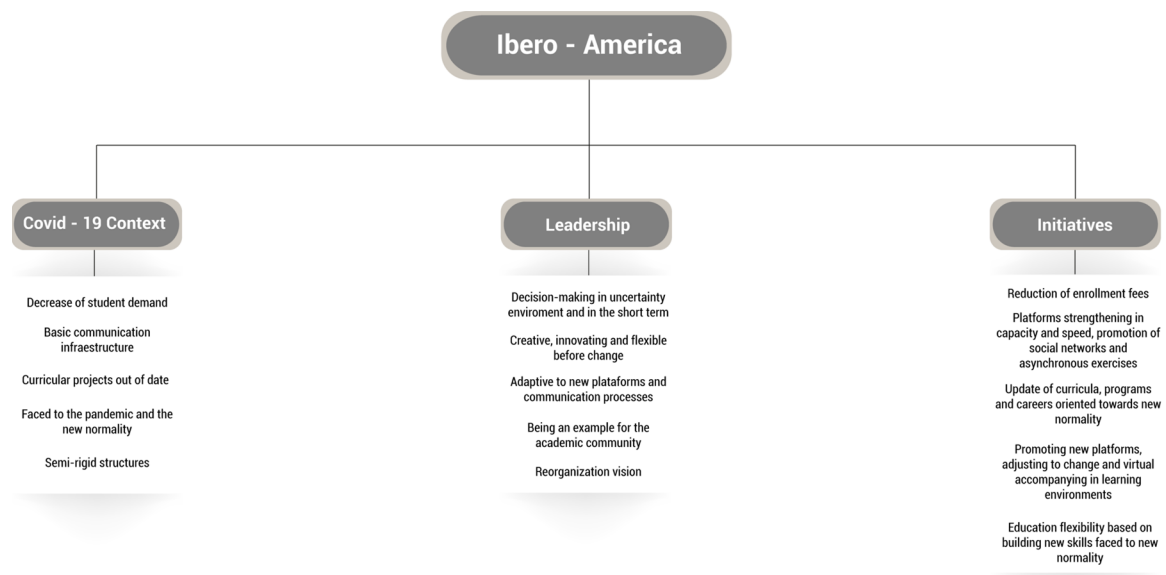 Ibero - America
Covid - 19 Context
Decrease of student demand
Basic communication
infraestructure
Curricular projects out of date
Faced to the pandemic and the
new normality
Semi-rigid structures
Leadership
Decision-making in uncertainty
enviroment and in the short term
Creative, innovating and flexible
before change
Adaptive to new plataforms and
communication processes
Being an example for the
academic community
Reorganization vision
Initiatives
Reduction of enrollment fees
Platforms strengthening in
capacity and speed, promotion of
social networks and
asynchronous exercises
Update of curricula, programs
and careers oriented towards new
normality
Promoting new platforms,
adjusting to change and virtual
accompanying in learning
environments
Education flexibility based on
building new skills faced to new
normality